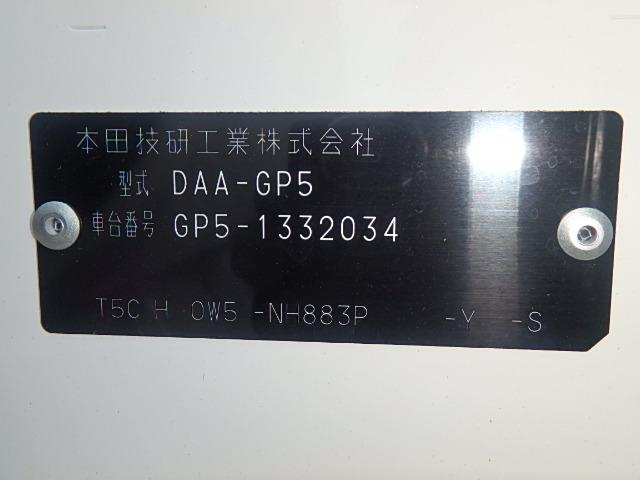 本田技研工業株式会社
型式 DAA-GP5
車台番号 GP5-1332034
T5C H 0W5 -NH883P -Y -S